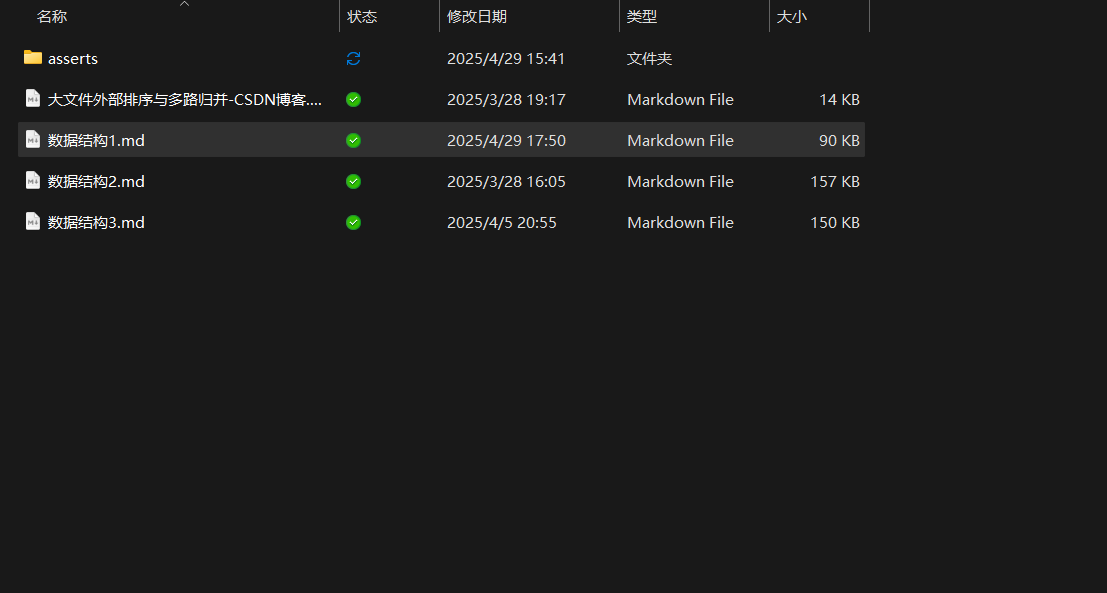 名称 状态 修改日期 类型 大小
asserts 2025/4/29 15:41 文件夹
大文件外部排序与多路归并-CSDN博客.... 2025/3/28 19:17 Markdown File 14 KB
数据结构1.md 2025/4/29 17:50 Markdown File 90 KB
数据结构2.md 2025/3/28 16:05 Markdown File 157 KB
数据结构3.md 2025/4/5 20:55 Markdown File 150 KB